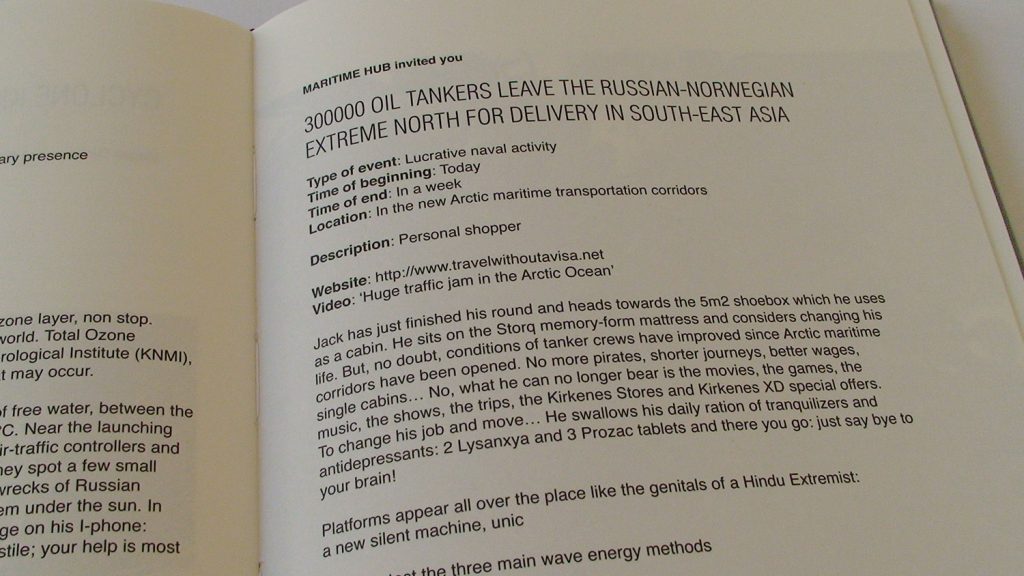 ary presence
zone layer, non stop.
world. Total Ozone
rological Institute (KNMI),
t may occur.
of free water, between the
°C. Near the launching
ir-traffic controllers and
ney spot a few small
wrecks of Russian
em under the sun. In
ge on his I-phone:
stile; your help is most
MARITIME HUB invited you
300000 OIL TANKERS LEAVE THE RUSSIAN-NORWEGIAN
EXTREME NORTH FOR DELIVERY IN SOUTH-EAST ASIA
Type of event: Lucrative naval activity
Time of beginning: Today
Time of end: In a week
Location: In the new Arctic maritime transportation corridors
Description: Personal shopper
Website: http://www.travelwithoutavisa.net
Video: ‘Huge traffic jam in the Arctic Ocean’
Jack has just finished his round and heads towards the 5m2 shoebox which he uses
as a cabin. He sits on the Storq memory-form mattress and considers changing his
life. But, no doubt, conditions of tanker crews have improved since Arctic maritime
corridors have been opened. No more pirates, shorter journeys, better wages,
single cabins… No, what he can no longer bear is the movies, the games, the
music, the shows, the trips, the Kirkenes Stores and Kirkenes XD special offers.
To change his job and move… He swallows his daily ration of tranquilizers and
antidepressants: 2 Lysanxya and 3 Prozac tablets and there you go: just say bye to
your brain!
Platforms appear all over the place like the genitals of a Hindu Extremist:
a new silent machine, unic
the three main wave energy methods